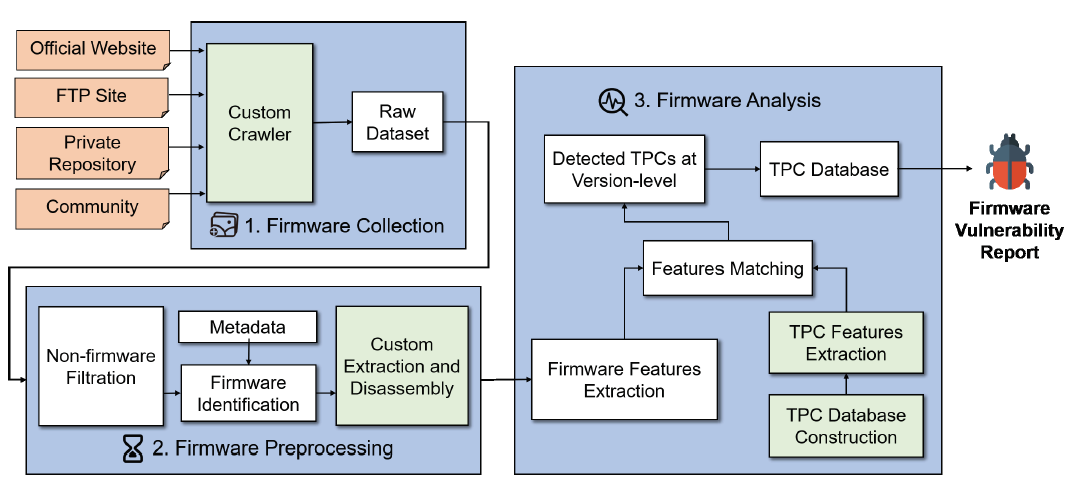 Official Website
FTP Site
Private
Repository
Community
Custom
Crawler
Raw
Dataset
1. Firmware Collection
Non-firmware
Filtration
Metadata
Firmware
Identification
Custom
Extraction and
Disassembly
2. Firmware Preprocessing
3. Firmware Analysis
Detected TPCs at
Version-level
TPC Database
Features Matching
Firmware Features
Extraction
TPC Features
Extraction
TPC Database
Construction
Firmware
Vulnerability
Report